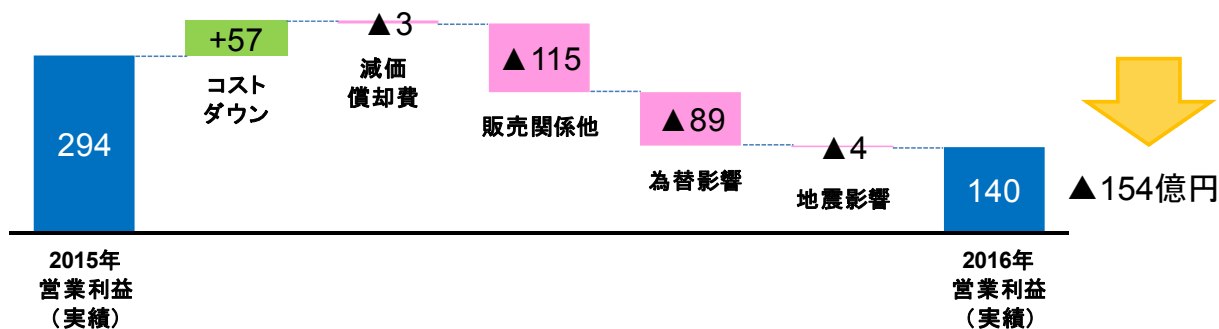 294
2015年
営業利益
（実績）
+57
コスト
ダウン
▲3
減価
償却費
▲115
販売関係他
▲89
為替影響
▲4
地震影響
140
2016年
営業利益
（実績）
▲154億円